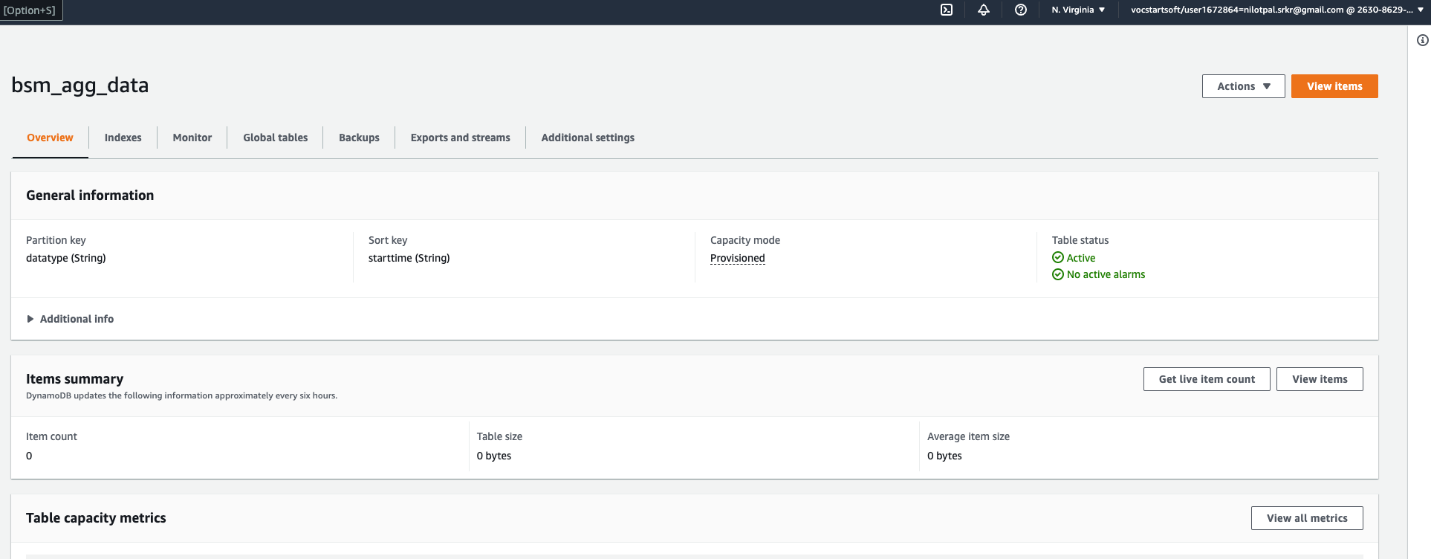 [Option+S]
N. Virginia ▼
vocstartsoft/user1672864=nilotpal.srkr@gmail.com @ 2630-8629-... ▼
bsm_agg_data
Actions ▼
View items
Overview
Indexes
Monitor
Global tables
Backups
Exports and streams
Additional settings
General information
Partition key
datatype (String)
Sort key
starttime (String)
Capacity mode
Provisioned
Table status
Active
No active alarms
Additional info
Items summary
DynamoDB updates the following information approximately every six hours.
Get live item count
View items
Item count
0
Table size
0 bytes
Average item size
0 bytes
Table capacity metrics
View all metrics